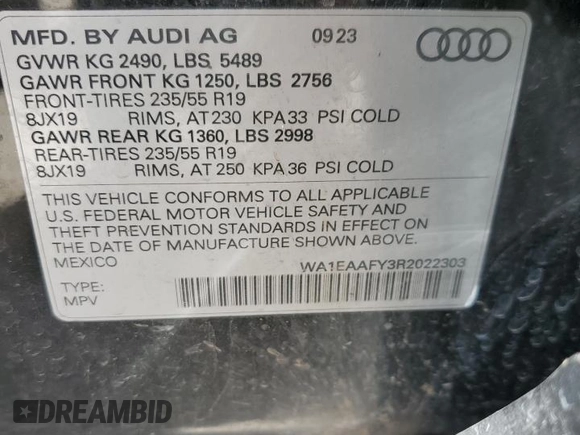 MFD. BY AUDI AG 09 23
GVWR KG 2490, LBS 5489
GAWR FRONT KG 1250, LBS 2756
FRONT-TIRES 235/55 R19
8JX19 RIMS, AT 230 KPA 33 PSI COLD
GAWR REAR KG 1360, LBS 2998
REAR-TIRES 235/55 R19
8JX19 RIMS, AT 250 KPA 36 PSI COLD
THIS VEHICLE CONFORMS TO ALL APPLICABLE
U.S. FEDERAL MOTOR VEHICLE SAFETY AND
THEFT PREVENTION STANDARDS IN EFFECT ON
THE DATE OF MANUFACTURE SHOWN ABOVE.
MEXICO WA1EAAFY3R2022303
TYPE:
MPV
DREAMBID